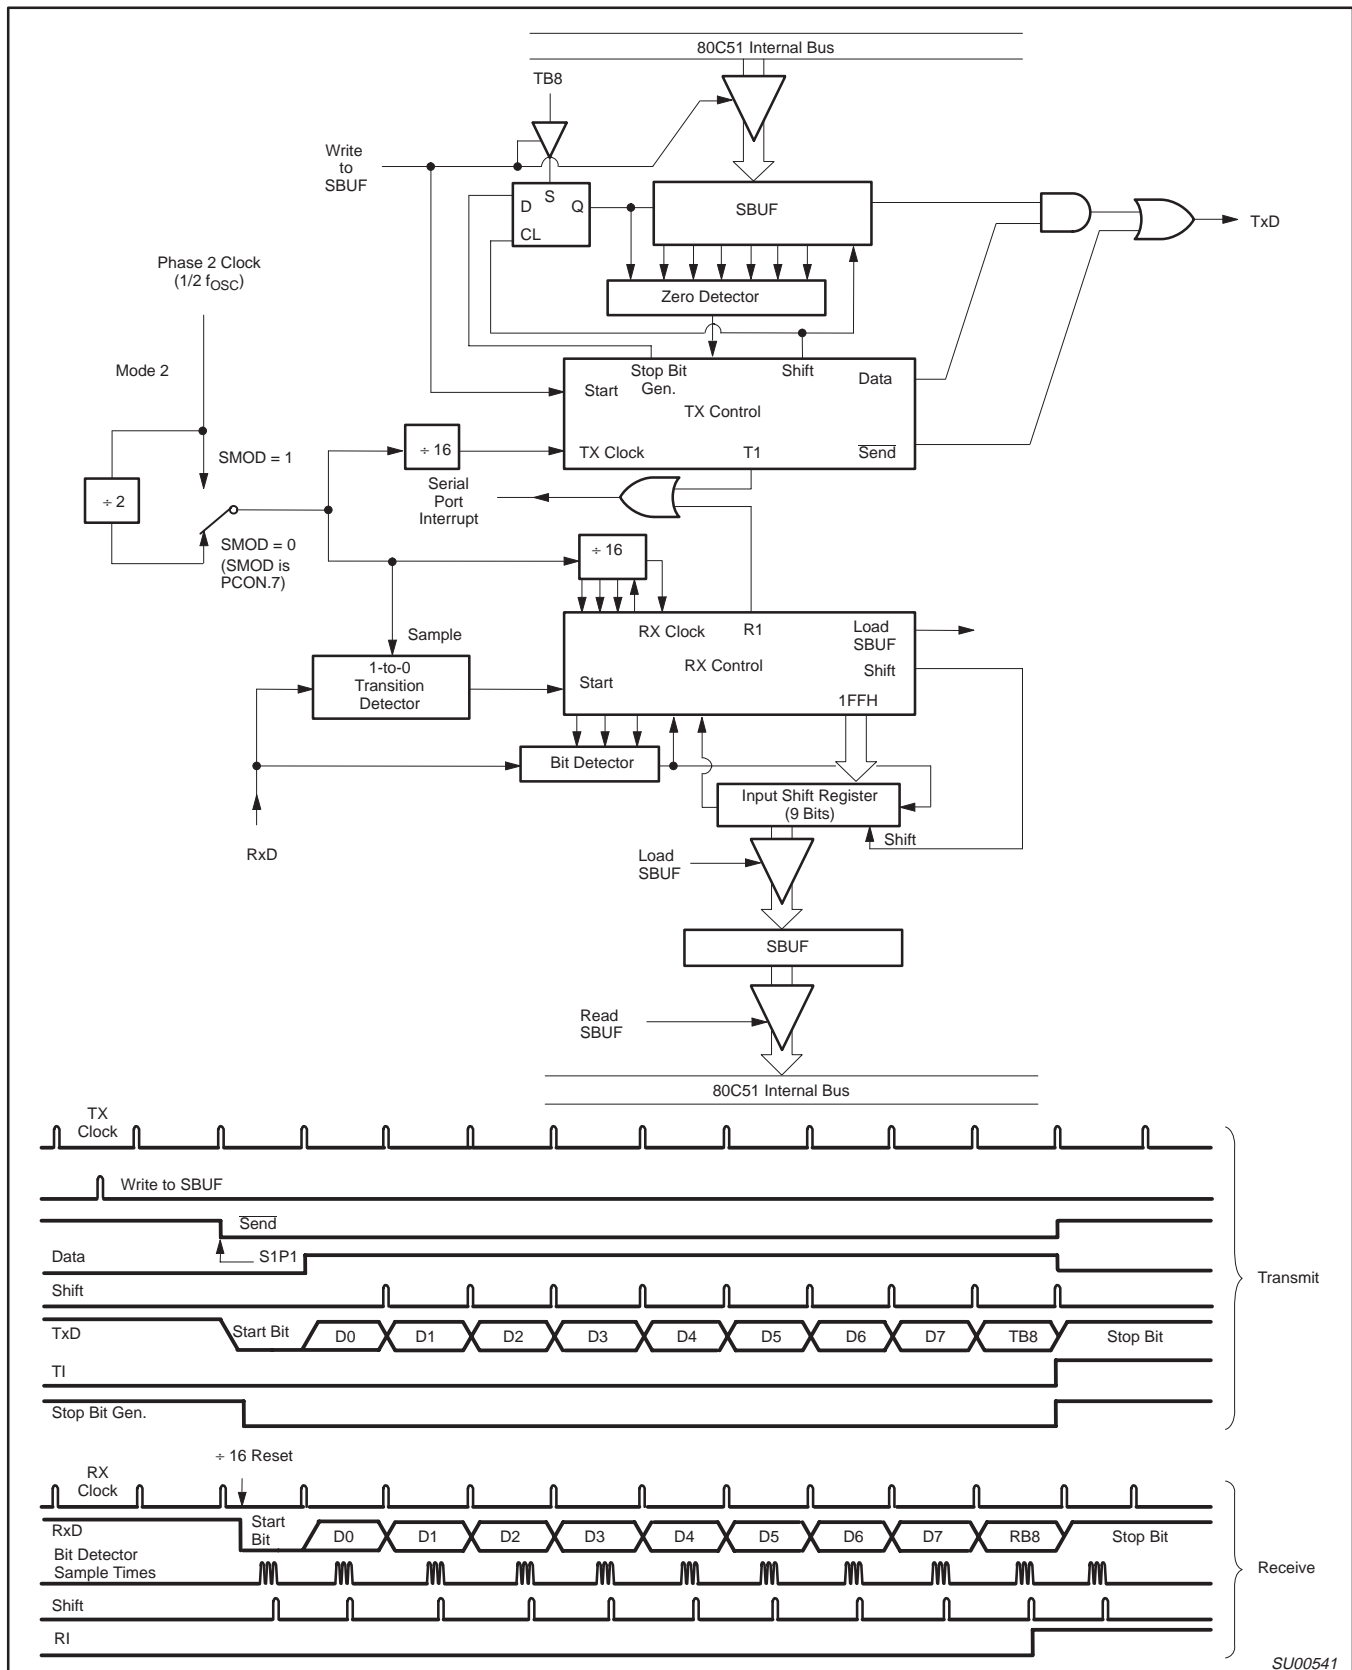 80C51 Internal Bus
TB8
Write
to
SBUF
D
S
Q
CL
SBUF
TxD
Phase 2 Clock
(1/2 fOSC)
Zero Detector
Mode 2
Stop Bit
Gen.
Shift
Data
Start
TX Control
SMOD = 1
÷ 16
TX Clock
T1
Send
÷ 2
Serial
Port
Interrupt
SMOD = 0
(SMOD is
PCON.7)
÷ 16
Sample
RX Clock
R1
Load
SBUF
RX Control
Shift
1-to-0
Transition
Detector
Start
1FFH
Bit Detector
Input Shift Register
(9 Bits)
Shift
RxD
Load
SBUF
SBUF
Read
SBUF
80C51 Internal Bus
TX
Clock
Write to SBUF
Send
Data
S1P1
Transmit
Shift
TxD
Start Bit
D0
D1
D2
D3
D4
D5
D6
D7
TB8
Stop Bit
TI
Stop Bit Gen.
÷ 16 Reset
RX
Clock
RxD
Start
Bit
D0
D1
D2
D3
D4
D5
D6
D7
RB8
Stop Bit
Bit Detector
Sample Times
Receive
Shift
RI
SU00541